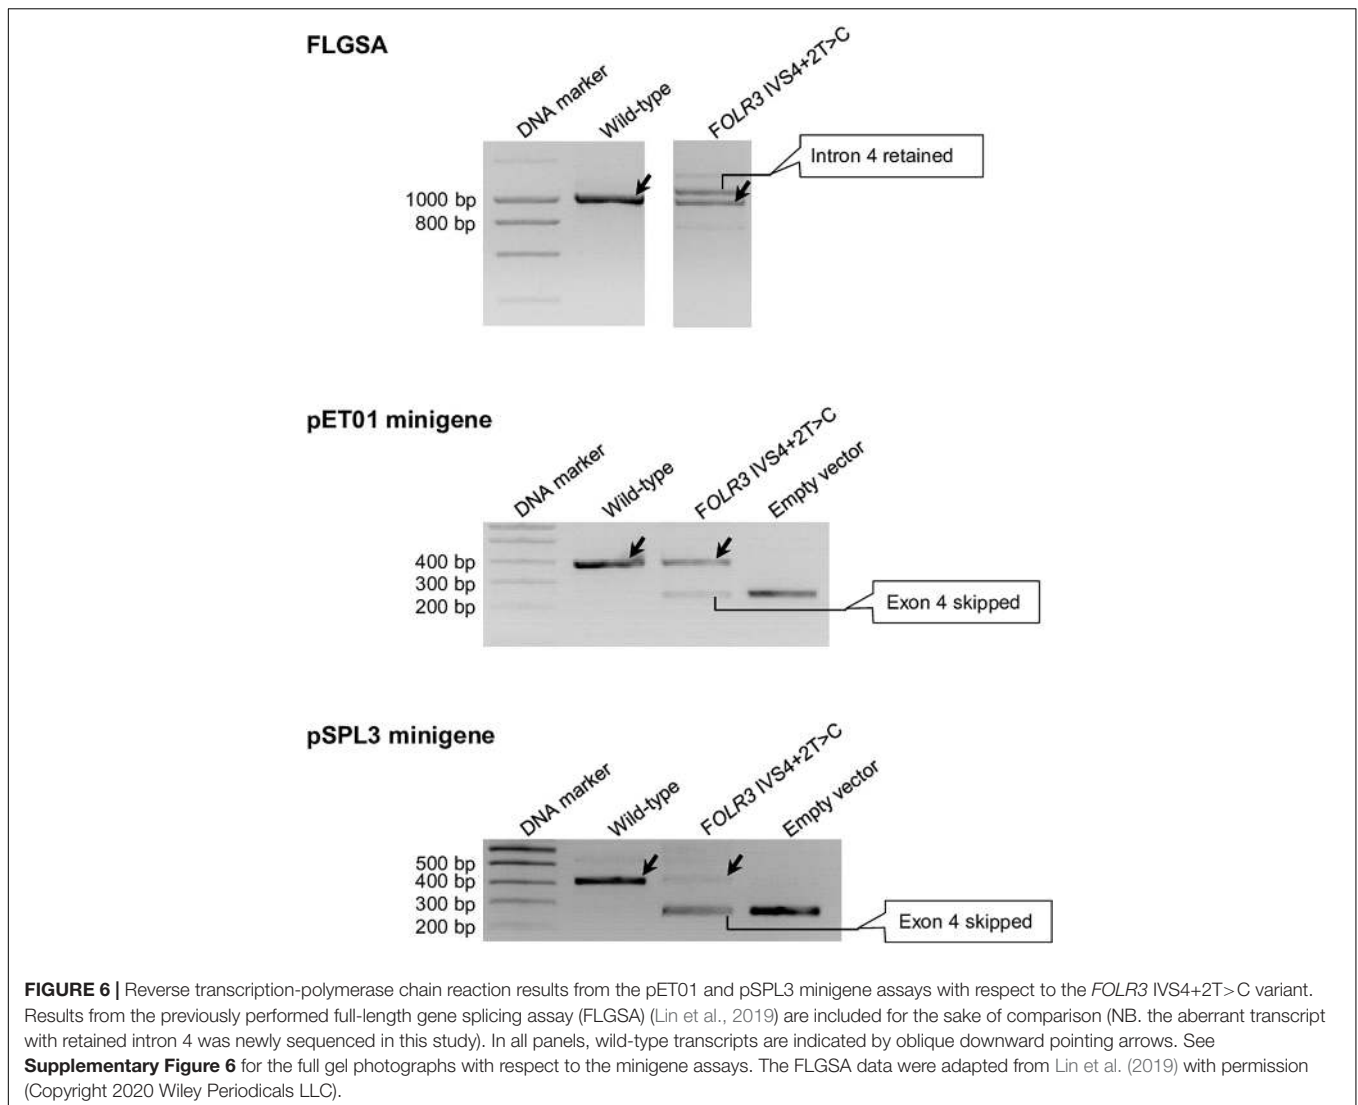 FLGSA
DNA marker
Wild-type
FOLR3 IVS4+2T>C
Intron 4 retained
1000 bp
800 bp
pET01 minigene
DNA marker
Wild-type
FOLR3 IVS4+2T>C
Empty vector
400 bp
300 bp
200 bp
Exon 4 skipped
pSPL3 minigene
DNA marker
Wild-type
FOLR3 IVS4+2T>C
Empty vector
500 bp
400 bp
300 bp
200 bp
Exon 4 skipped
FIGURE 6 | Reverse transcription-polymerase chain reaction results from the pET01 and pSPL3 minigene assays with respect to the FOLR3 IVS4+2T>C variant.
Results from the previously performed full-length gene splicing assay (FLGSA) (Lin et al., 2019) are included for the sake of comparison (NB. the aberrant transcript
with retained intron 4 was newly sequenced in this study). In all panels, wild-type transcripts are indicated by oblique downward pointing arrows. See
Supplementary Figure 6 for the full gel photographs with respect to the minigene assays. The FLGSA data were adapted from Lin et al. (2019) with permission
(Copyright 2020 Wiley Periodicals LLC).